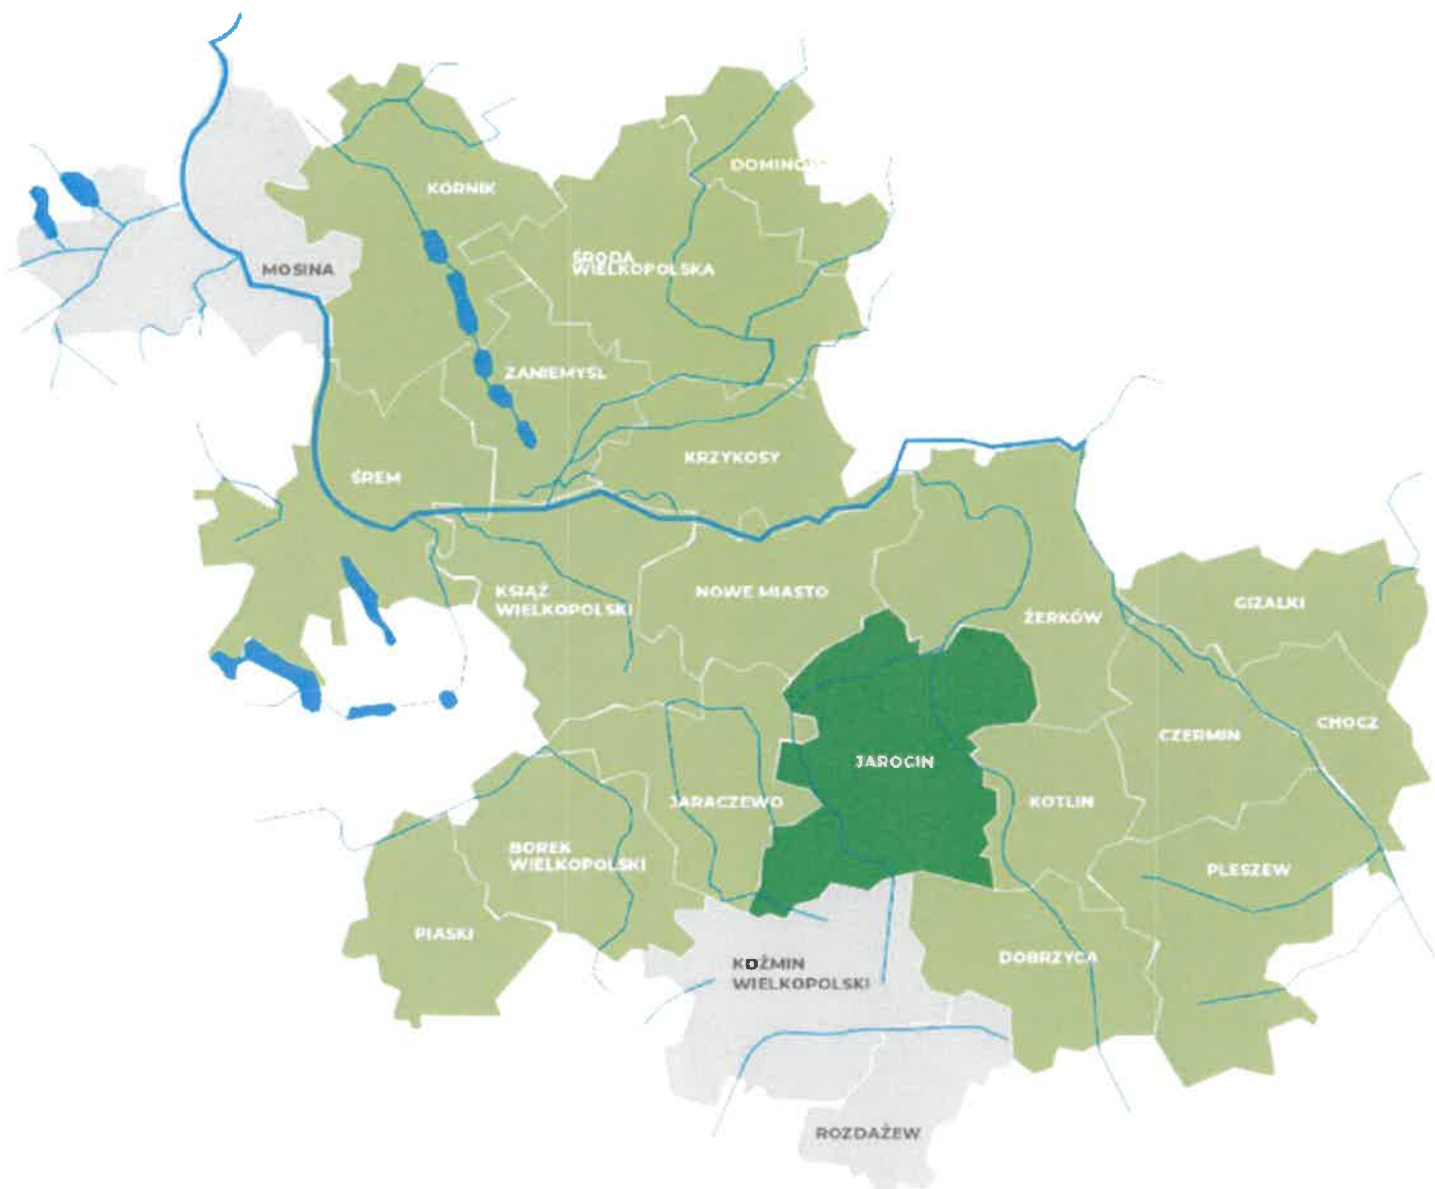 DOMINO
KÓRNIK
ŚRODA
WIELKOPOLSKA
MOSINA
ZANIEMYŚL
KRZYKOSY
ŚREM
KSIĄŻ
WIELKOPOLSKI
NOWE MIASTO
GIZAŁKI
ŻERKÓW
CHOCZ
CZERMIN
JAROCIN
JARACZEWO
KOTLIN
BOREK
WIELKOPOLSKI
PLESZEW
PIASKI
DOBRZYCA
KOŹMIN
WIELKOPOLSKI
ROZDAŻEW